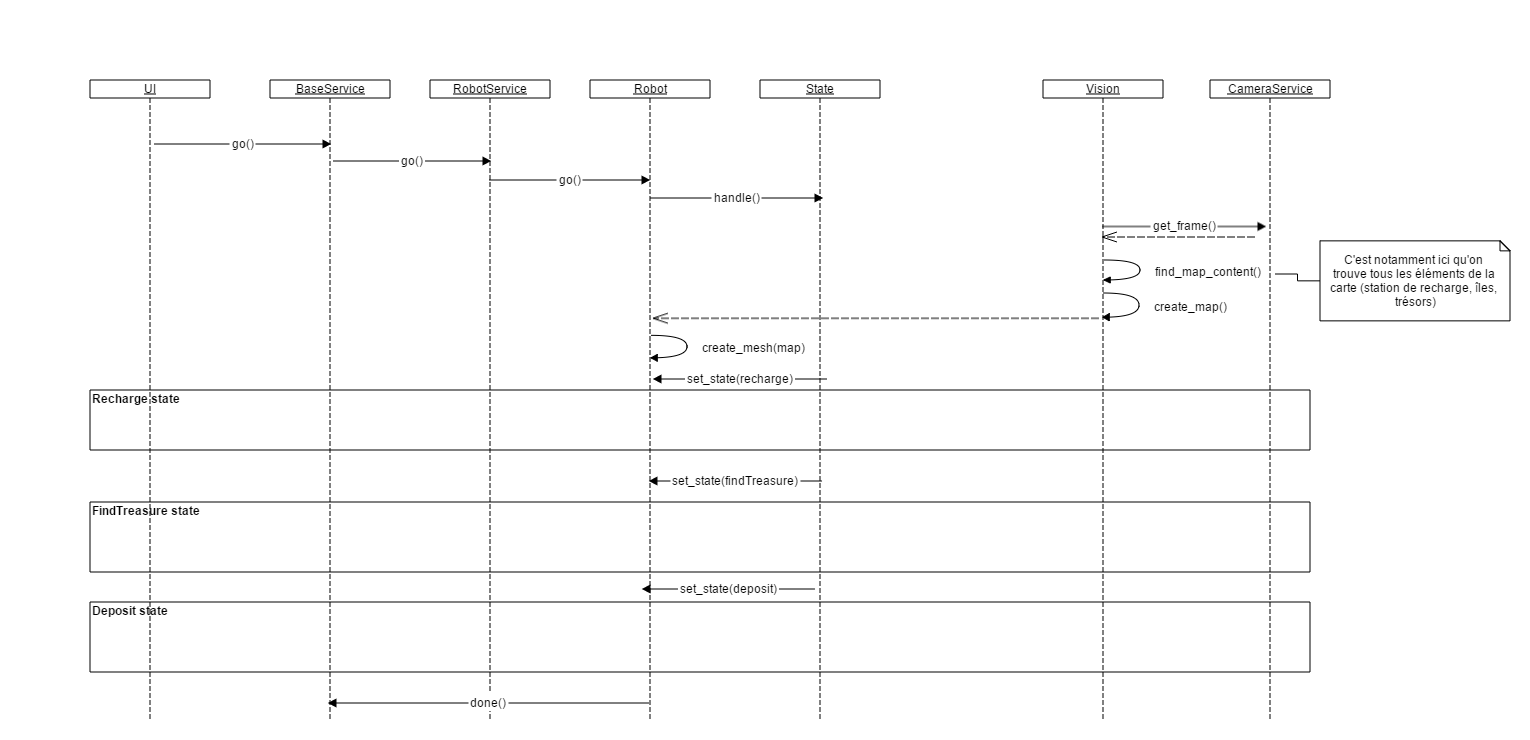 UI
BaseService
RobotService
Robot
State
Vision
CameraService
go()
go()
go()
handle()
get_frame()
C'est notamment ici qu'on
trouve tous les éléments de la
carte (station de recharge, îles,
trésors)
find_map_content()
create_map()
create_mesh(map)
set_state(recharge)
Recharge state
set_state(findTreasure)
FindTreasure state
set_state(deposit)
Deposit state
done()